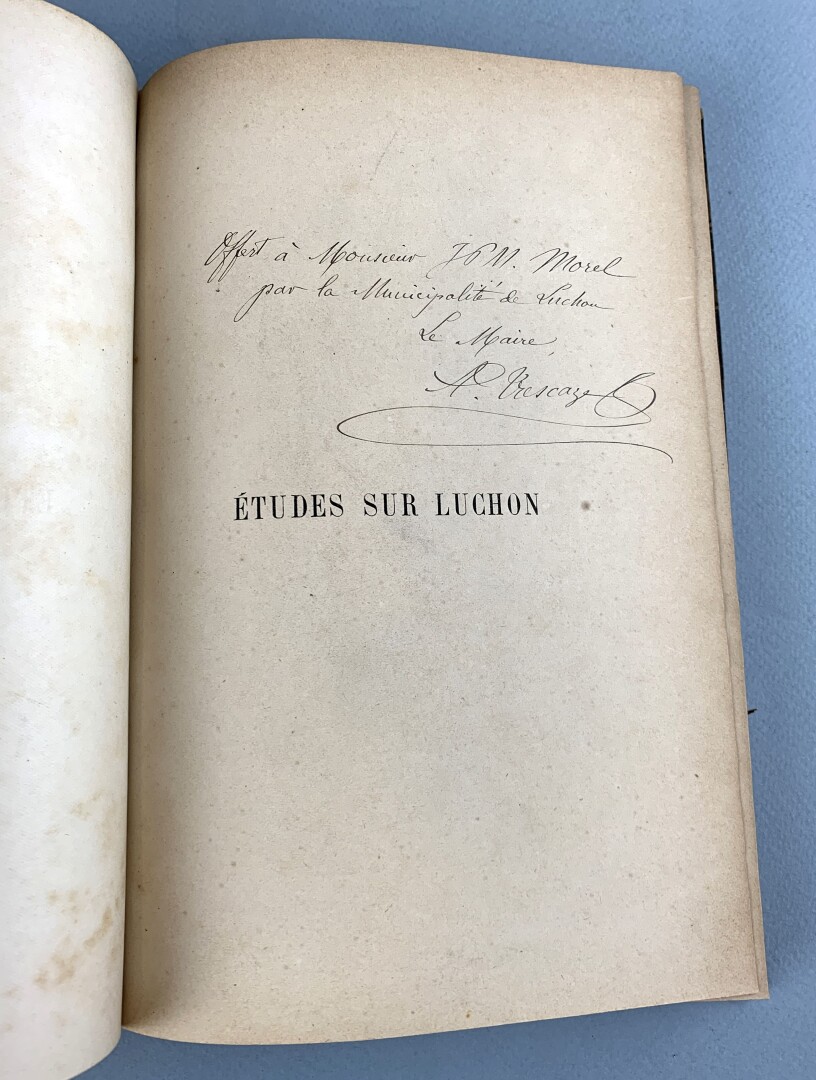 Offert à Monsieur J P M. Morel
par la Municipalité de Luchon
Le Maire
A.
ÉTUDES SUR LUCHON